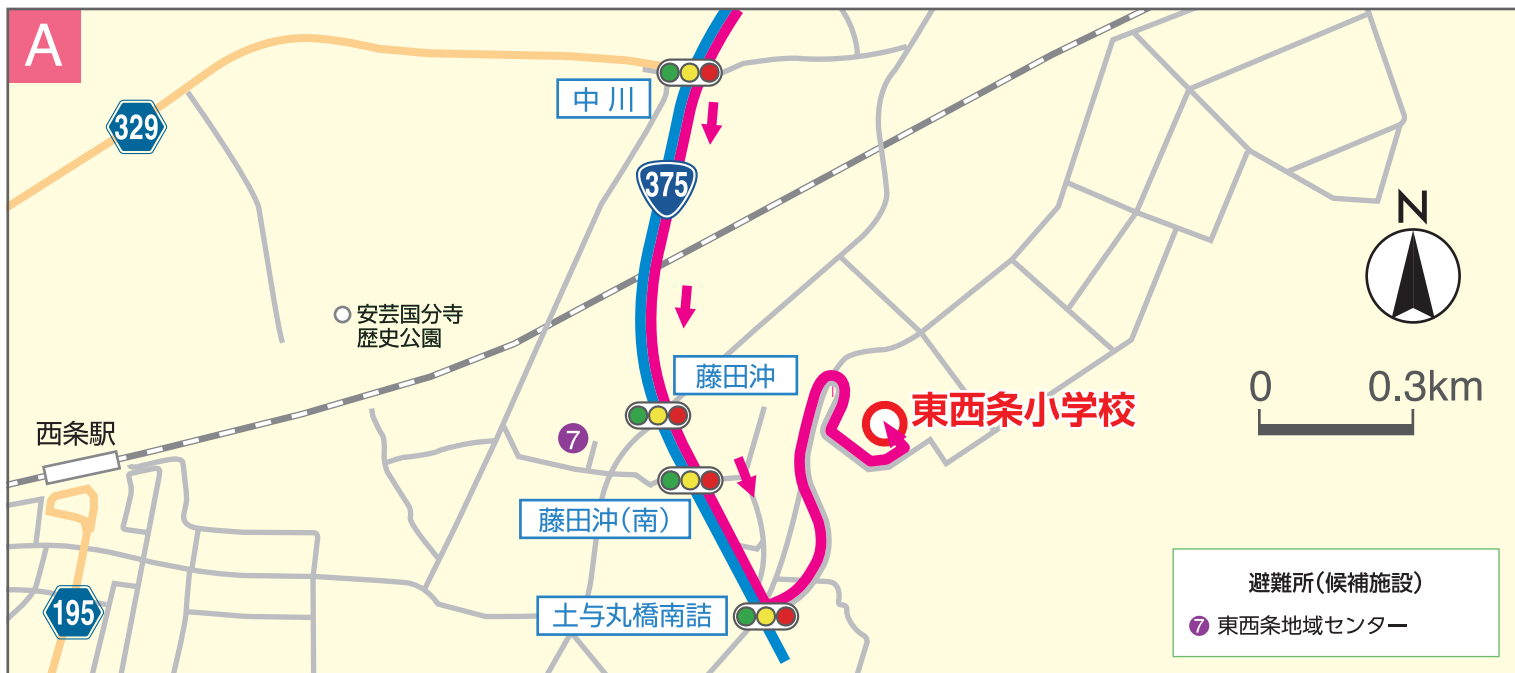 A
中川
329
375
N
安芸国分寺
歴史公園
藤田沖
0 0.3km
東西条小学校
西条駅
7
藤田沖(南)
避難所(候補施設)
195
土与丸橋南詰
7 東西条地域センター